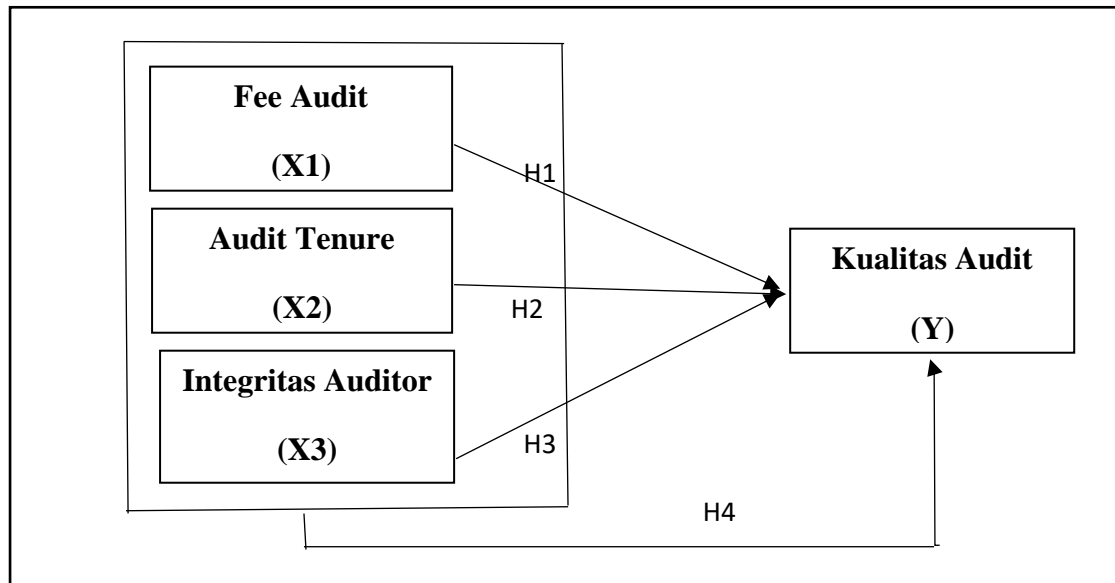 Fee Audit
(X1)
H1
Audit Tenure
(X2)
H2
Kualitas Audit
(Y)
Integritas Auditor
(X3)
H3
H4